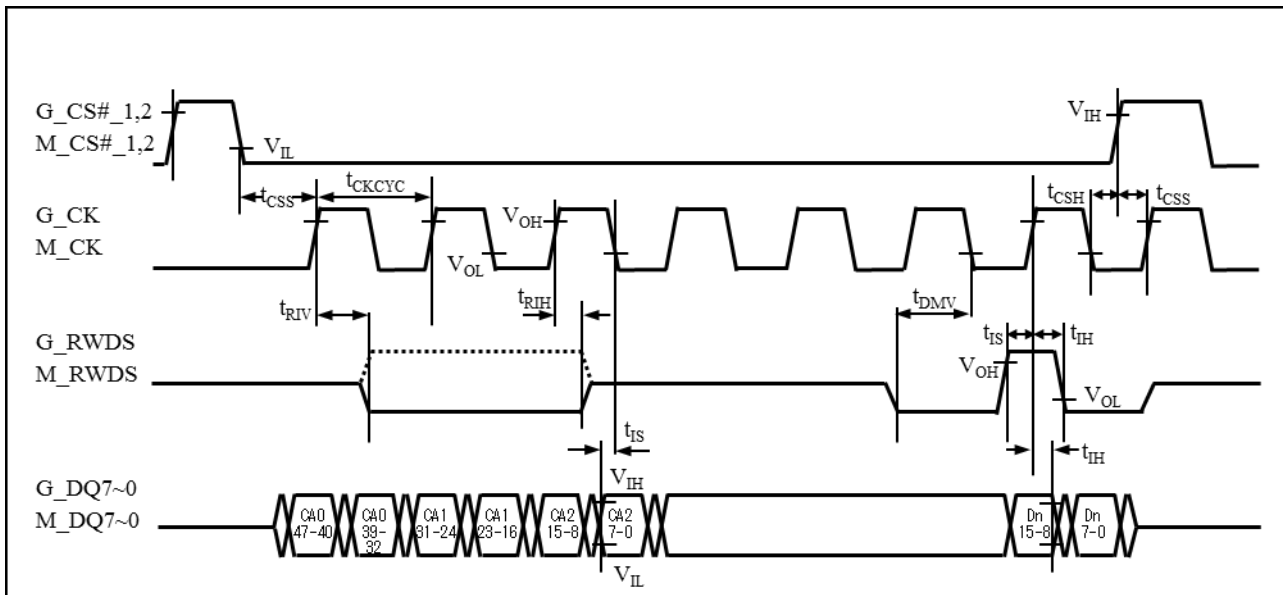 G_CS#_1,2
M_CS#_1,2
VIL
VIH
tCSS
tCKCYC
tCSH
tCSS
G_CK
M_CK
VOH
VOL
tRIV
tRIH
tDMV
tIS
tIH
G_RWDS
M_RWDS
VOH
VOL
tIS
tIH
G_DQ7~0
M_DQ7~0
VIH
VIL
CA0
47-40
CA0
39-
32
CA1
31-24
CA1
23-16
CA2
15-8
CA2
7-0
Dn
15-8
Dn
7-0